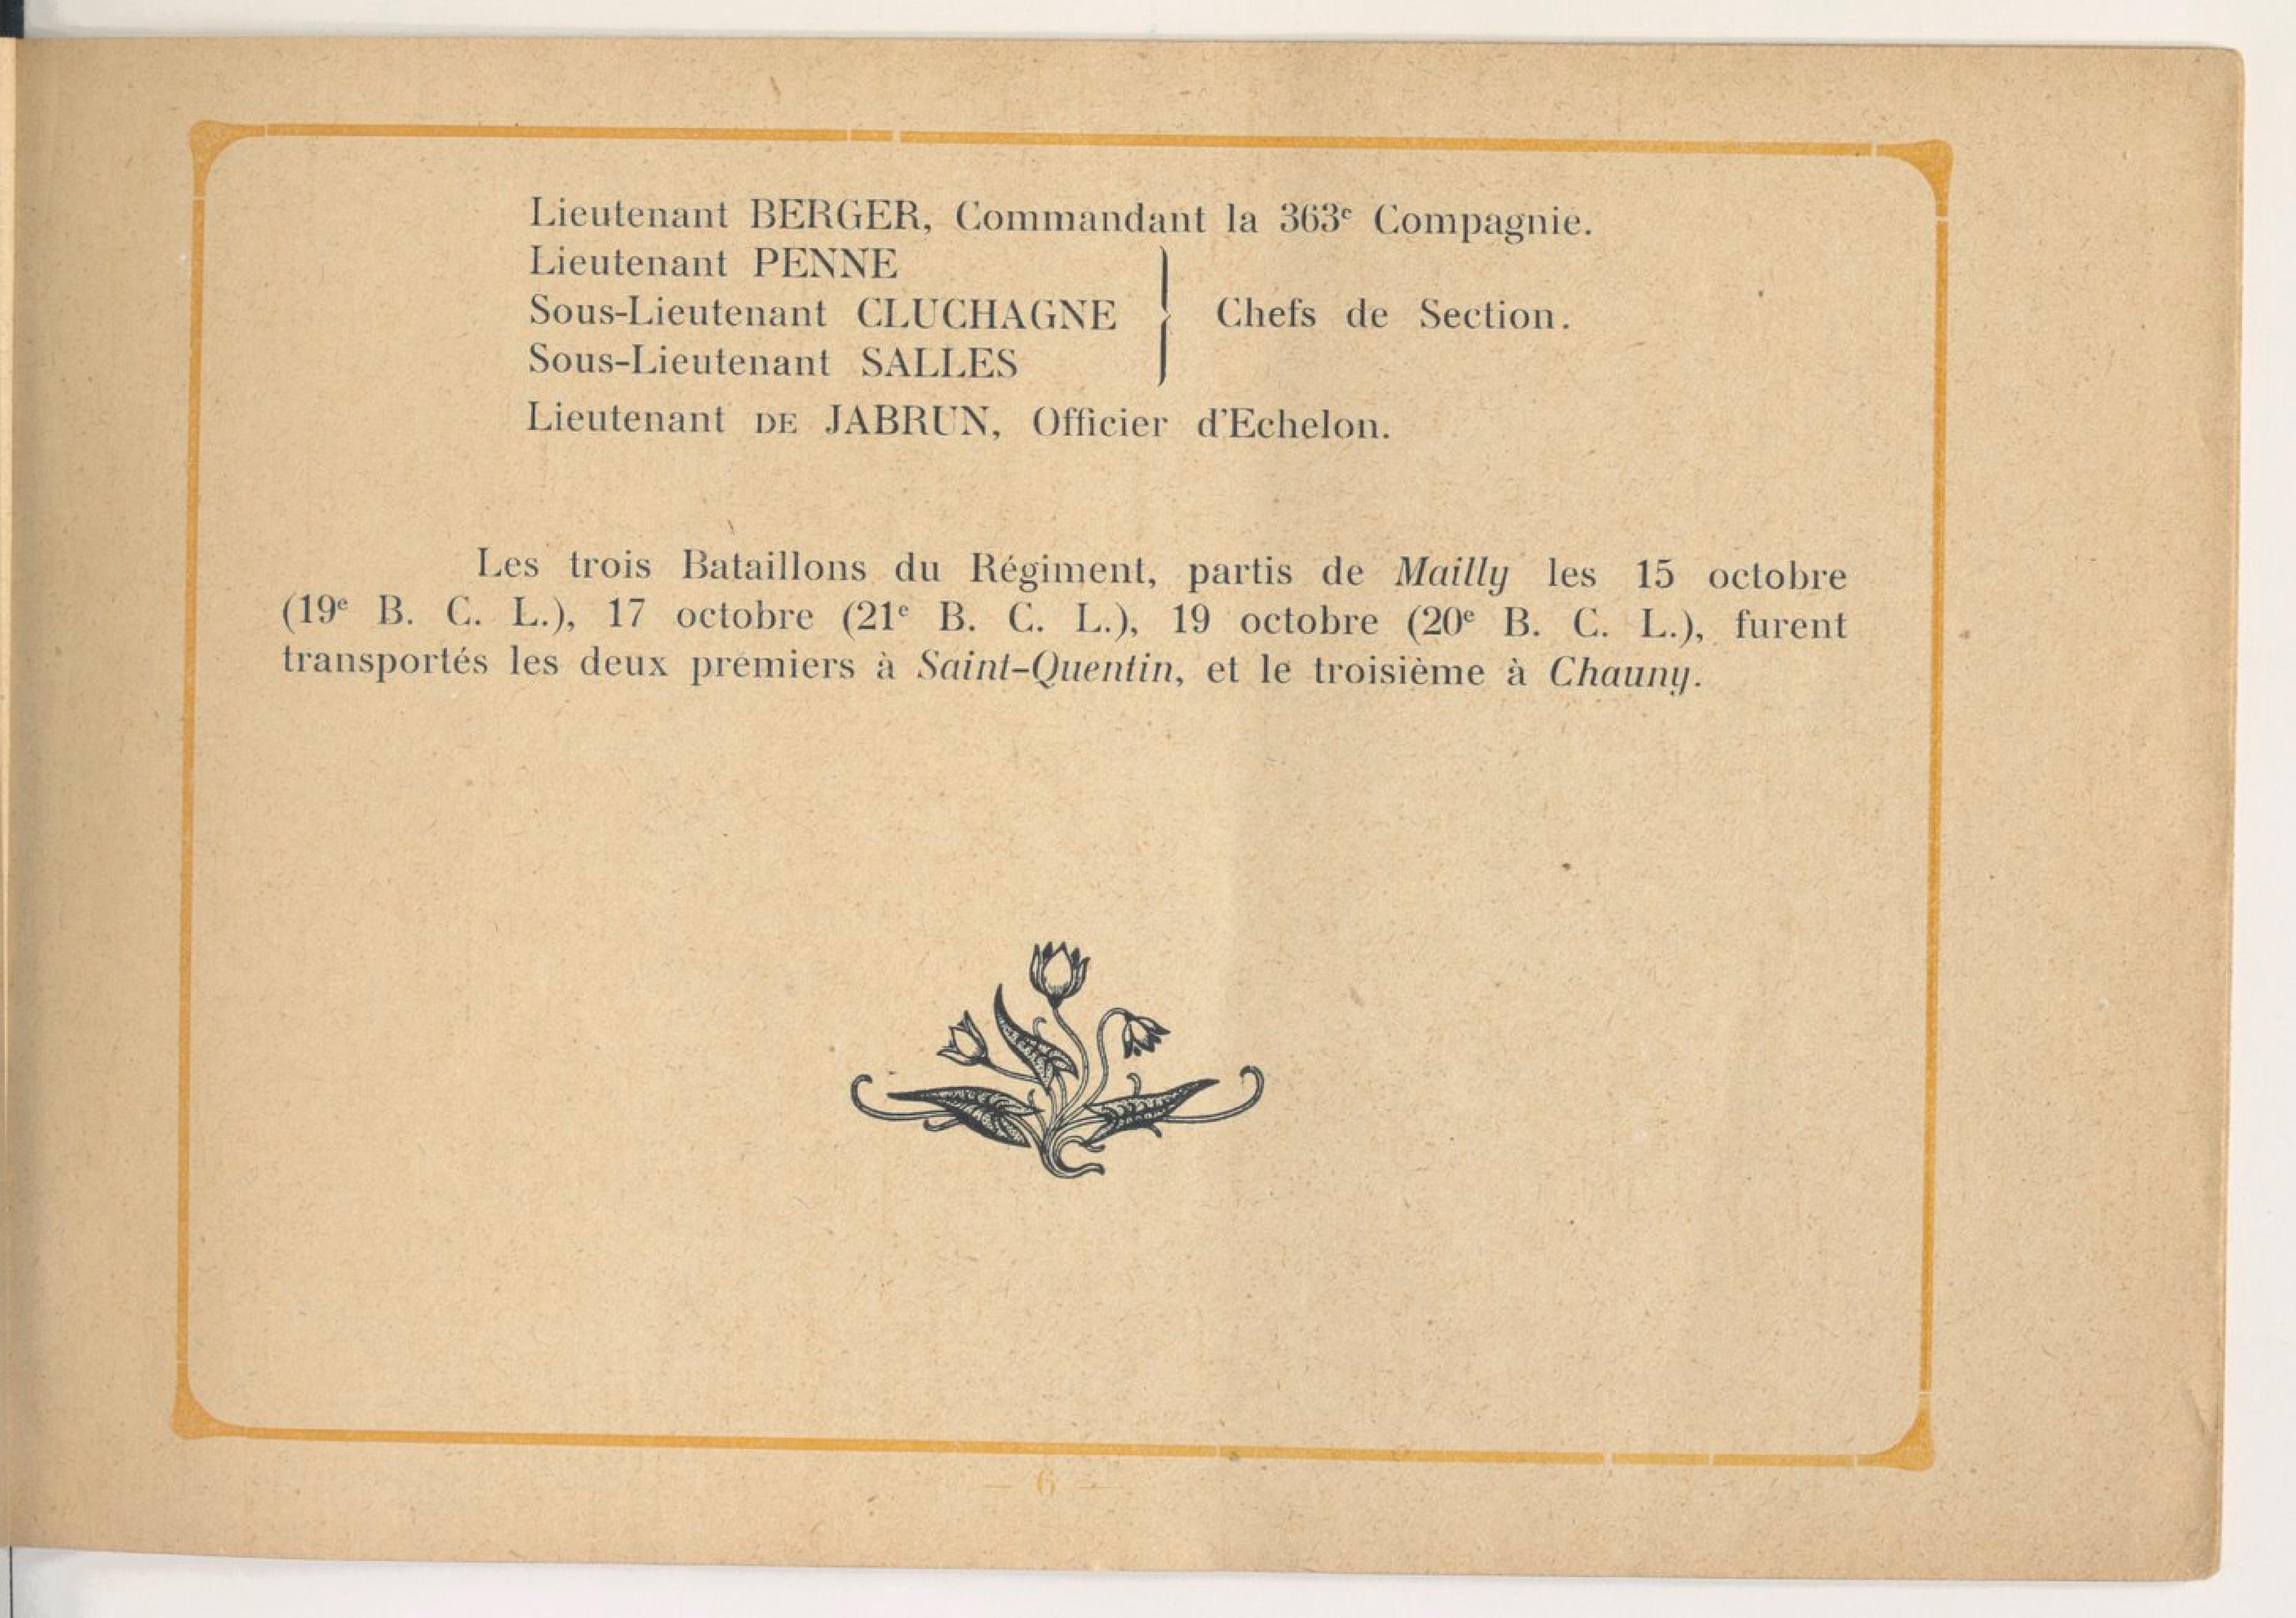 Lieutenant BERGER, Commandant la 363e Compagnie.
Lieutenant PENNE
Sous-Lieutenant CLUCHAGNE } Chefs de Section.
Sous-Lieutenant SALLES
Lieutenant DE JABRUN, Officier d'Echelon.
Les trois Bataillons du Régiment, partis de Mailly les 15 octobre
(19e B. C. L.), 17 octobre (21e B. C. L.), 19 octobre (20e B. C. L.), furent
transportés les deux premiers à Saint-Quentin, et le troisième à Chauny.
— 6 —